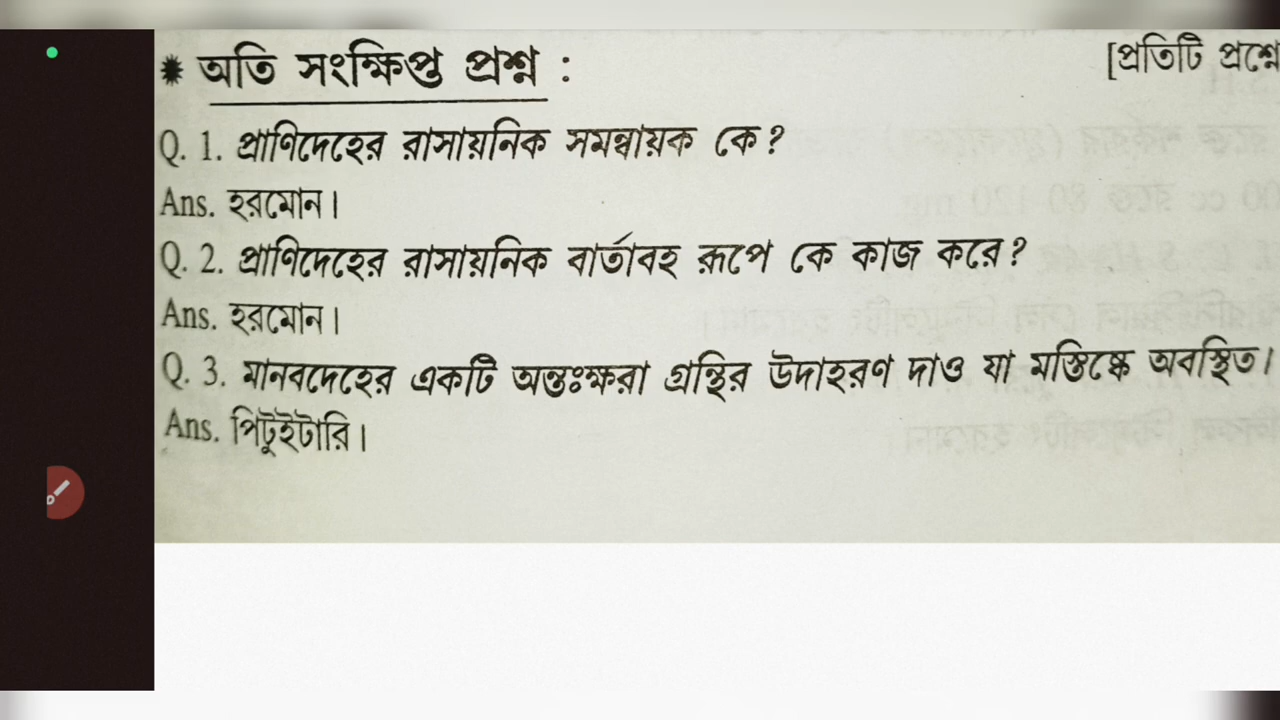 ✹ অতি সংক্ষিপ্ত প্রশ্ন : [প্রতিটি প্রশ্নে
Q. 1. প্রাণিদেহের রাসায়নিক সমন্বায়ক কে?
Ans. হরমোন।
Q. 2. প্রাণিদেহের রাসায়নিক বার্তাবহ রূপে কে কাজ করে?
Ans. হরমোন।
Q. 3. মানবদেহের একটি অন্তঃক্ষরা গ্রন্থির উদাহরণ দাও যা মস্তিষ্কে অবস্থিত।
Ans. পিটুইটারি।